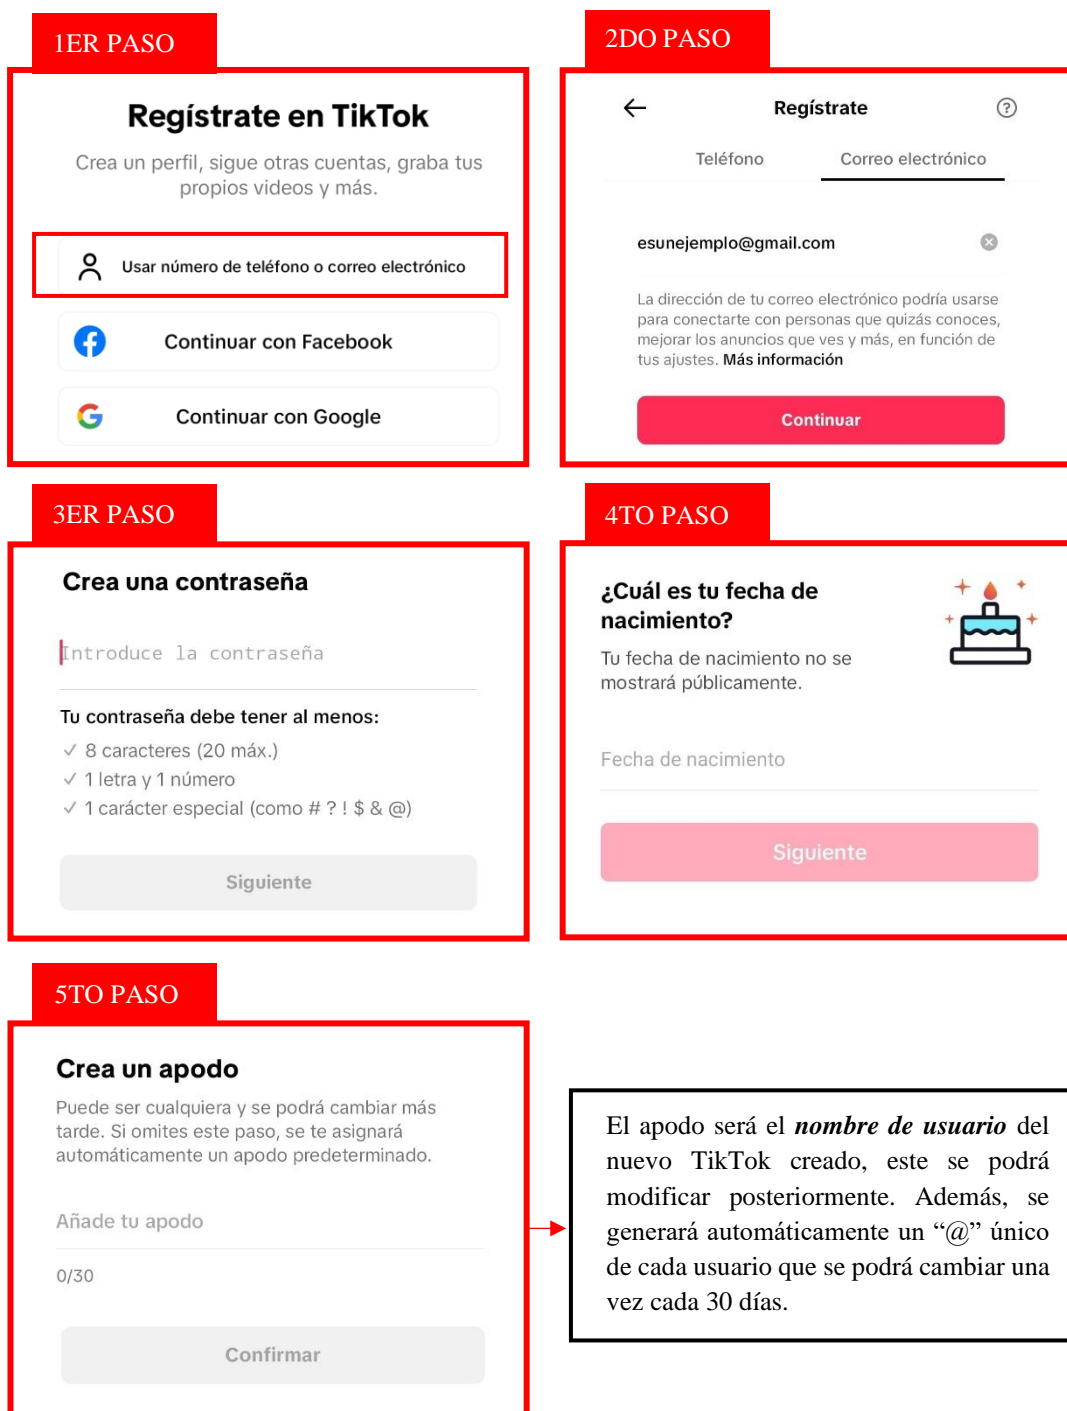 1ER PASO
Regístrate en TikTok
Crea un perfil, sigue otras cuentas, graba tus
propios videos y más.
Usar número de teléfono o correo electrónico
Continuar con Facebook
Continuar con Google
2DO PASO
Regístrate
?
Teléfono
Correo electrónico
esunejemplo@gmail.com
La dirección de tu correo electrónico podría usarse
para conectarte con personas que quizás conoces,
mejorar los anuncios que ves y más, en función de
tus ajustes. Más información
Continuar
3ER PASO
Crea una contraseña
Introduce la contraseña
Tu contraseña debe tener al menos:
✓ 8 caracteres (20 máx.)
✓ 1 letra y 1 número
✓ 1 carácter especial (como # ? ! $ & @)
Siguiente
4TO PASO
¿Cuál es tu fecha de
nacimiento?
Tu fecha de nacimiento no se
mostrará públicamente.
Fecha de nacimiento
Siguiente
5TO PASO
Crea un apodo
Puede ser cualquiera y se podrá cambiar más
tarde. Si omites este paso, se te asignará
automáticamente un apodo predeterminado.
Añade tu apodo
0/30
Confirmar
El apodo será el nombre de usuario del
nuevo TikTok creado, este se podrá
modificar posteriormente. Además, se
generará automáticamente un “@” único
de cada usuario que se podrá cambiar una
vez cada 30 días.